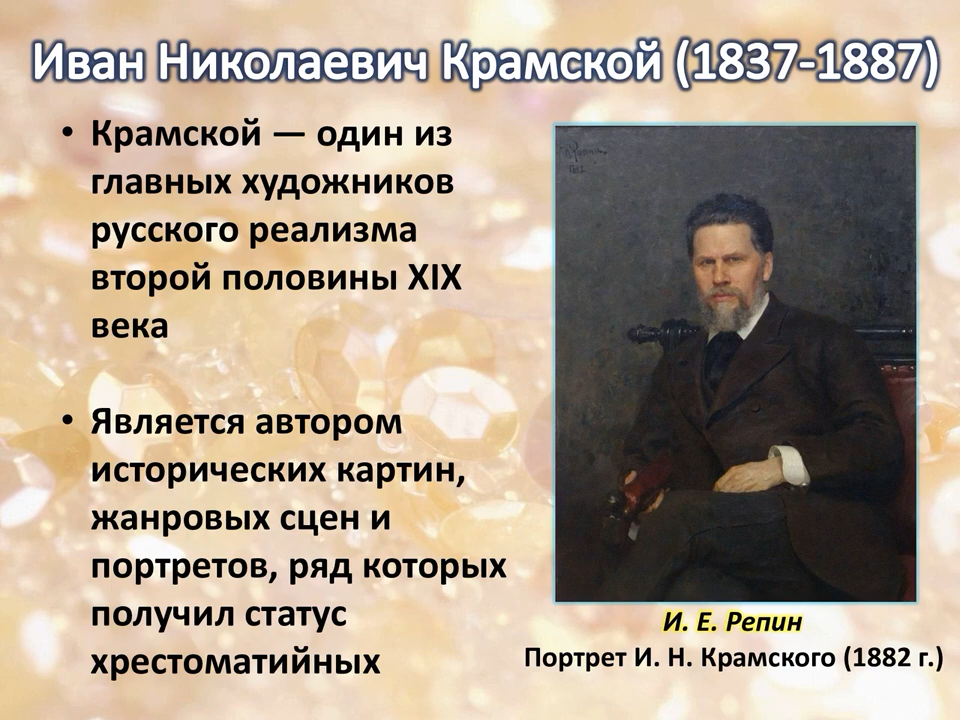 Иван Николаевич Крамской (1837-1887)
• Крамской — один из
главных художников
русского реализма
второй половины XIX
века
• Является автором
исторических картин,
жанровых сцен и
портретов, ряд которых
получил статус
хрестоматийных
И. Е. Репин
Портрет И. Н. Крамского (1882 г.)